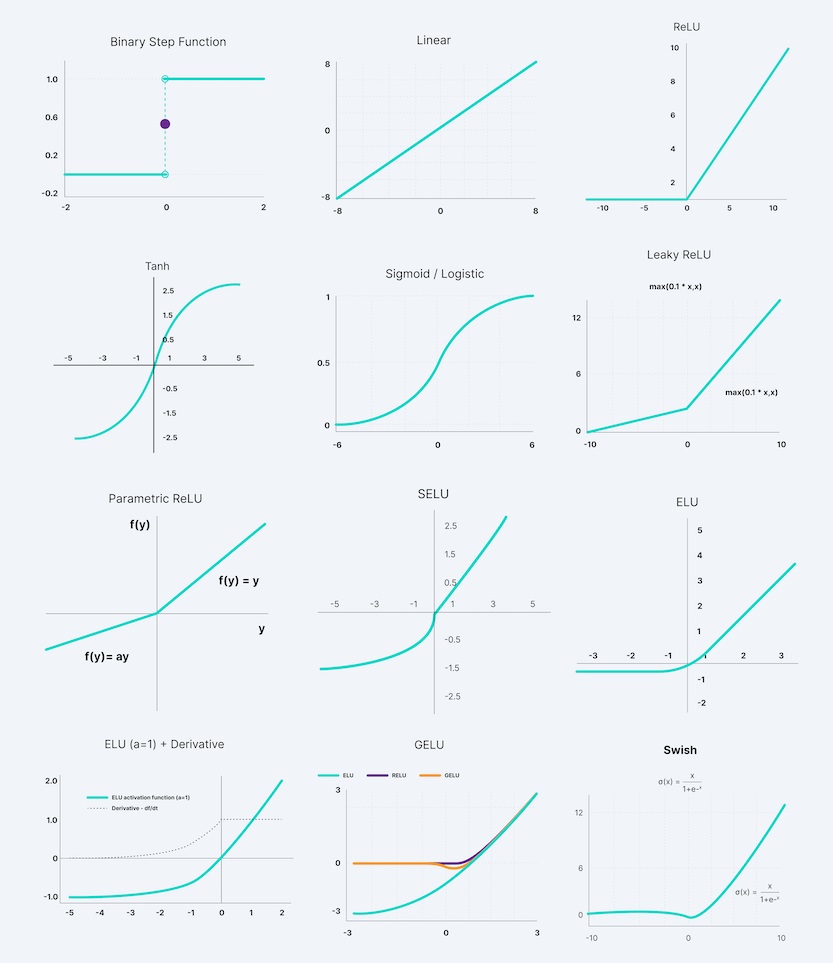 Binary Step Function
1.0
0.6
0.2
-0.2
-2 0 2
Linear
8
0
-8
-8 0 8
ReLU
10
8
6
4
2
-10 -5 0 5 10
Tanh
2.5
1.5
0.5
-5 -3 -1 1 3 5
-0.5
-1.5
-2.5
Sigmoid / Logistic
1
0.5
0
-6 0 6
Leaky ReLU
max(0.1 * x,x)
12
6
max(0.1 * x,x)
0
-10 0 10
Parametric ReLU
f(y)
f(y) = y
y
f(y)= ay
SELU
2.5
1.5
0.5
-5 -3 -1 1 3 5
-0.5
-1.5
-2.5
ELU
5
4
3
2
1
-3 -2 -1 1 2 3
-1
-2
ELU (a=1) + Derivative
2.0
ELU activation function (a=1)
Derivative - df/dt
1.0
0
-1.0
-5 -4 -3 -2 -1 0 1 2
GELU
ELU RELU GELU
3
0
-3
-3 0 3
Swish
σ(x) = x
1+e-ˣ
12
6
σ(x) = x
1+e-ˣ
0
-10 0 10